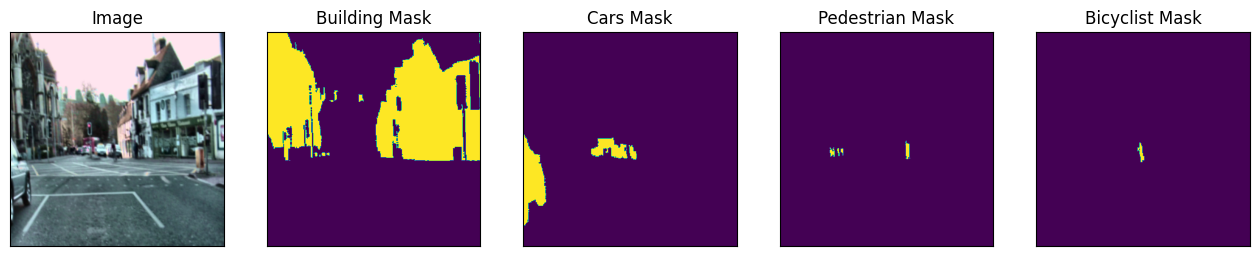 Image
Building Mask
Cars Mask
Pedestrian Mask
Bicyclist Mask